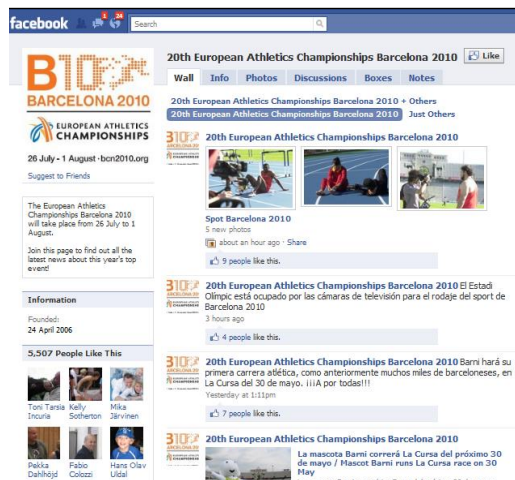 facebook
1
24
Search
B10
BARCELONA 2010
EUROPEAN ATHLETICS
CHAMPIONSHIPS
26 July - 1 August · bcn2010.org
Suggest to Friends
The European Athletics
Championships Barcelona 2010
will take place from 26 July to 1
August.
Join this page to find out all the
latest news about this year's top
event!
Information
Founded:
24 April 2006
5,507 People Like This
Toni Tarsia Incuria
Kelly Sotherton
Mika Järvinen
Pekka Dahlhöjd
Fabio Colozzi
Hans Olav Uldal
20th European Athletics Championships Barcelona 2010
Like
Wall Info Photos Discussions Boxes Notes
20th European Athletics Championships Barcelona 2010 + Others
20th European Athletics Championships Barcelona 2010 Just Others
20th European Athletics Championships Barcelona 2010
Spot Barcelona 2010
5 new photos
about an hour ago · Share
9 people like this.
20th European Athletics Championships Barcelona 2010 El Estadi
Olímpic está ocupado por las cámaras de televisión para el rodaje del sport de
Barcelona 2010
3 hours ago
4 people like this.
20th European Athletics Championships Barcelona 2010 Barni hará su
primera carrera atlética, como anteriormente muchos miles de barceloneses, en
La Cursa del 30 de mayo. ¡¡¡A por todas!!!
Yesterday at 1:11pm
7 people like this.
20th European Athletics Championships Barcelona 2010
La mascota Barni correrá La Cursa del próximo 30
de mayo / Mascot Barni runs La Cursa race on 30
May